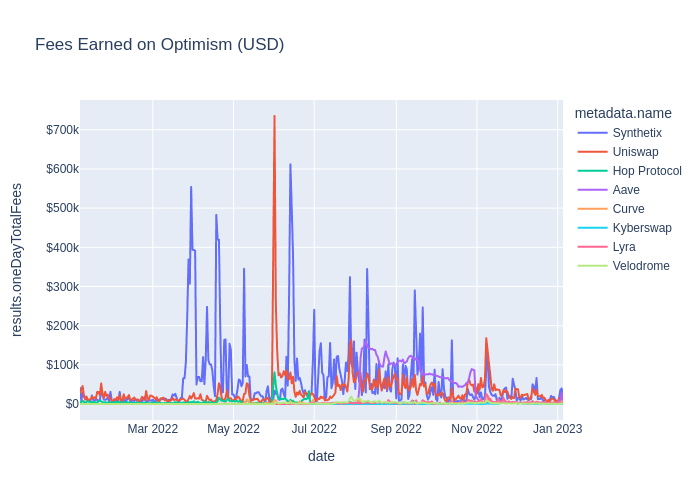 Fees Earned on Optimism (USD)
metadata.name
Synthetix
Uniswap
Hop Protocol
Aave
Curve
Kyberswap
Lyra
Velodrome
results.oneDayTotalFees
$700k
$600k
$500k
$400k
$300k
$200k
$100k
$0
Mar 2022
May 2022
Jul 2022
Sep 2022
Nov 2022
Jan 2023
date